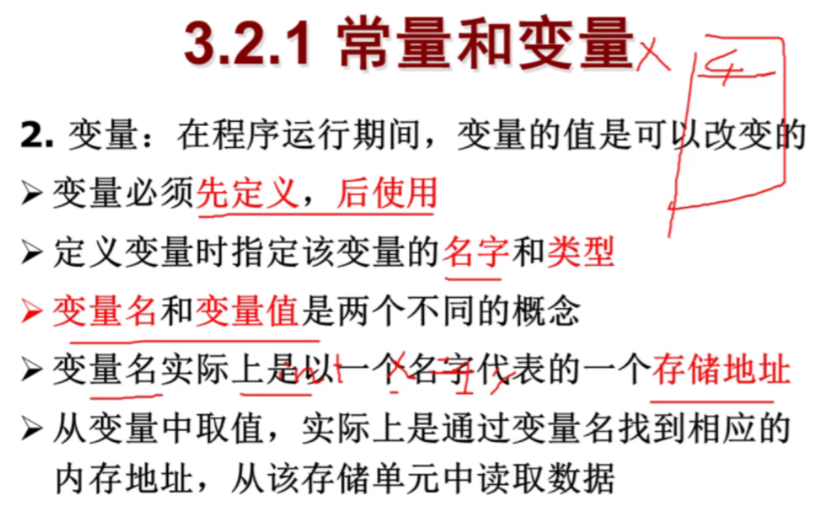 3.2.1 常量和变量 x 4
2. 变量：在程序运行期间，变量的值是可以改变的
➢ 变量必须先定义，后使用
➢ 定义变量时指定该变量的名字和类型
➢ 变量名和变量值是两个不同的概念
➢ 变量名实际上是以一个名字代表的一个存储地址
int x =
➢ 从变量中取值，实际上是通过变量名找到相应的
内存地址，从该存储单元中读取数据